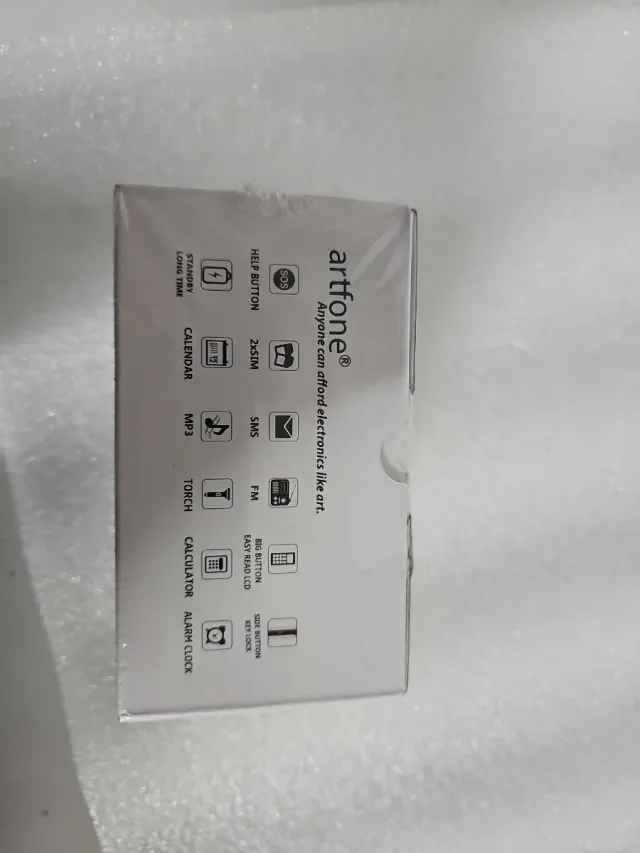 artfone®
Anyone can afford electronics like art.
SOS
HELP BUTTON
2xSIM
SMS
FM
BIG BUTTON
EASY READ LCD
SIDE BUTTON
KEY LOCK
STANDBY
LONG TIME
12
CALENDAR
MP3
TORCH
CALCULATOR
ALARM CLOCK